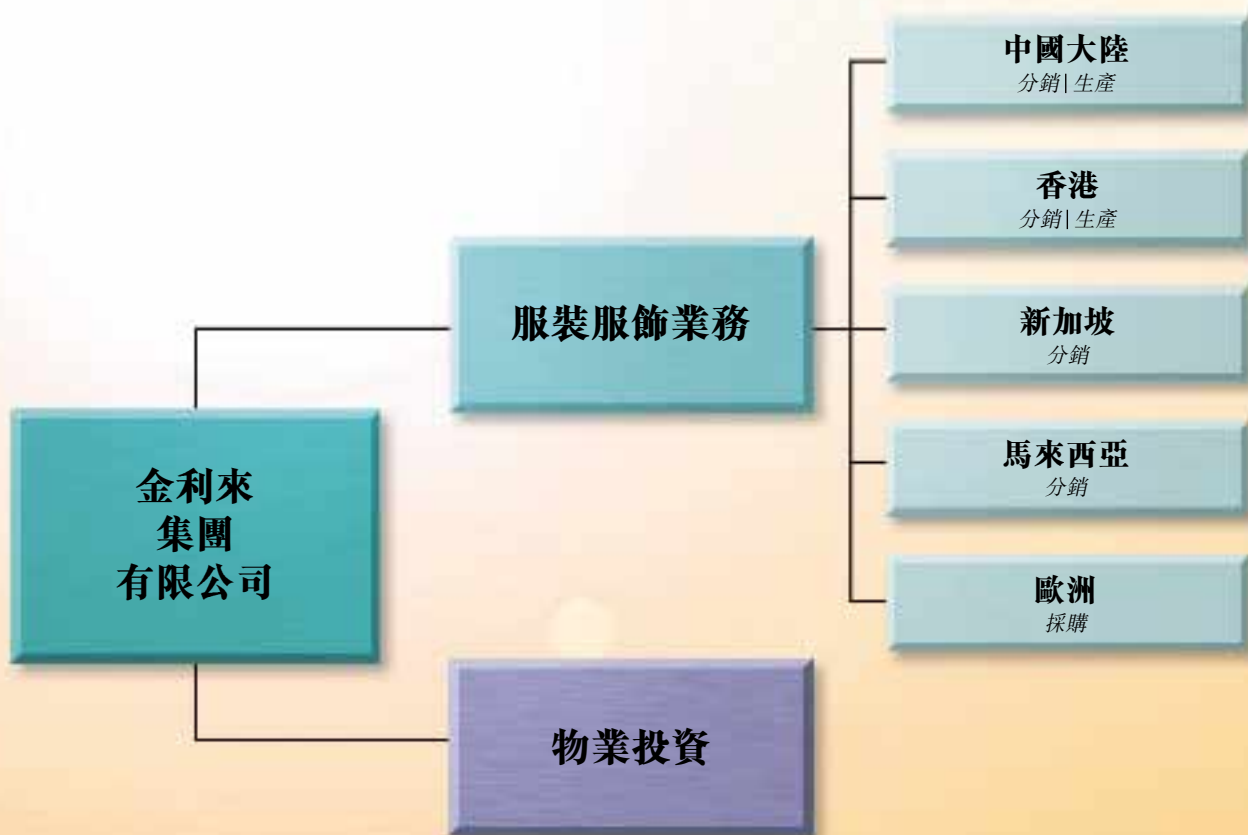 中國大陸
分銷|生產
香港
分銷|生產
服裝服飾業務
新加坡
分銷
馬來西亞
分銷
金利來
集團
有限公司
歐洲
採購
物業投資